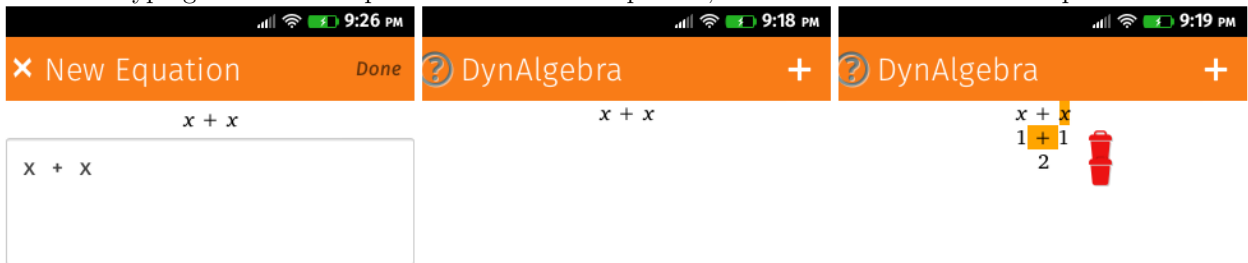 9:26 PM
× New Equation Done
x + x
x + x
9:18 PM
? DynAlgebra +
x + x
9:19 PM
? DynAlgebra +
x + x
1 + 1
2